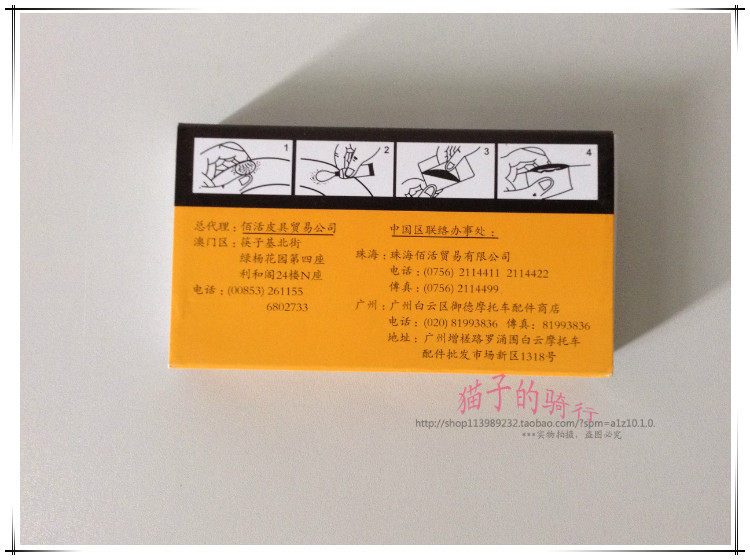 1
2
3
4
总代理：佰活皮具贸易公司
澳门区：筷子基北街
绿杨花园第四座
利和阁24楼N座
电话：(00853) 261155
6802733
中国区联络办事处：
珠海：珠海佰活贸易有限公司
电话：(0756) 2114411 2114422
傅真：(0756) 2114499
广州：广州白云区御德摩托车配件商店
电话：(020) 81993836 傅真：81993836
地址：广州增槎路罗涌围白云摩托车
配件批发市场新区1318号
猫子的骑行
http://shop113989232.taobao.com/?spm=a1z10.1.0.
***实物拍摄，盗图必究